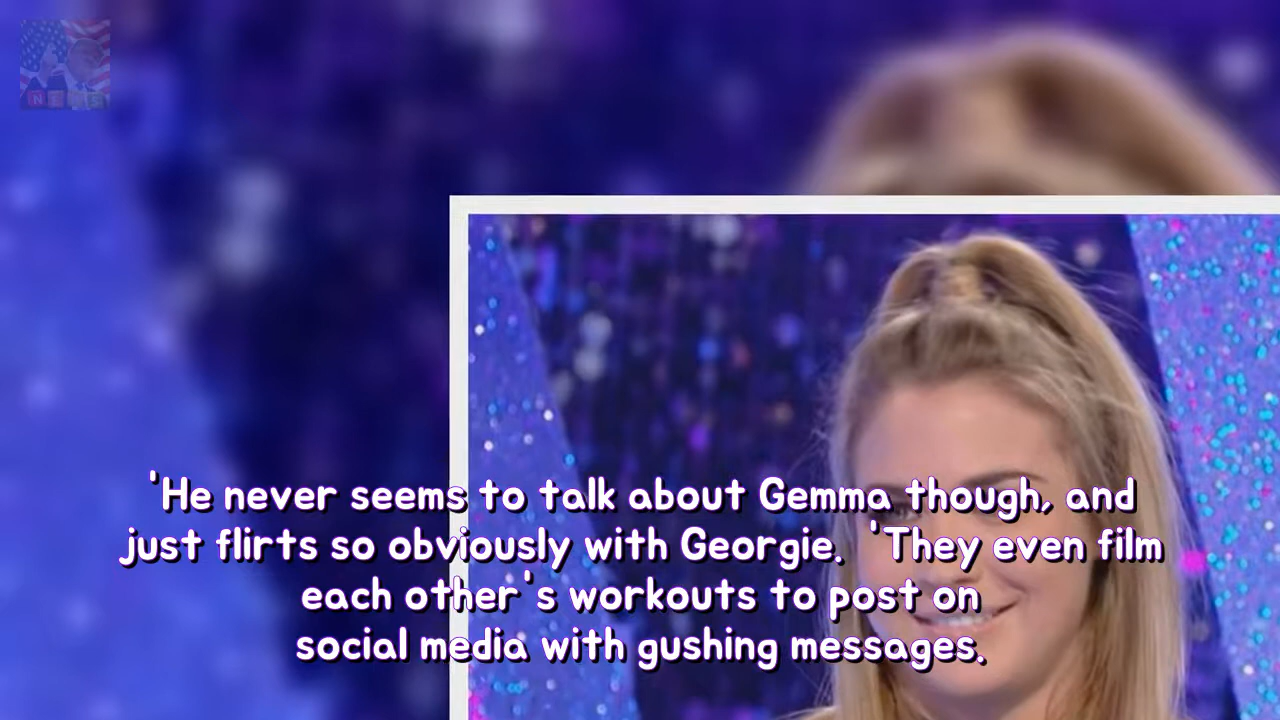 'He never seems to talk about Gemma though, and
just flirts so obviously with Georgie. 'They even film
each other's workouts to post on
social media with gushing messages.
NEWS